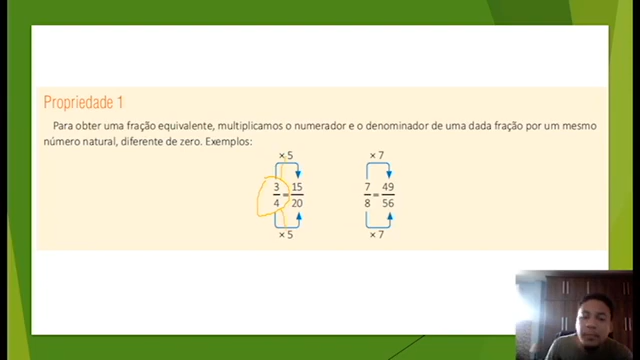 Propriedade 1
Para obter uma fração equivalente, multiplicamos o numerador e o denominador de uma dada fração por um mesmo
número natural, diferente de zero. Exemplos:
× 5 × 7
3/4 = 15/20 7/8 = 49/56
× 5 × 7